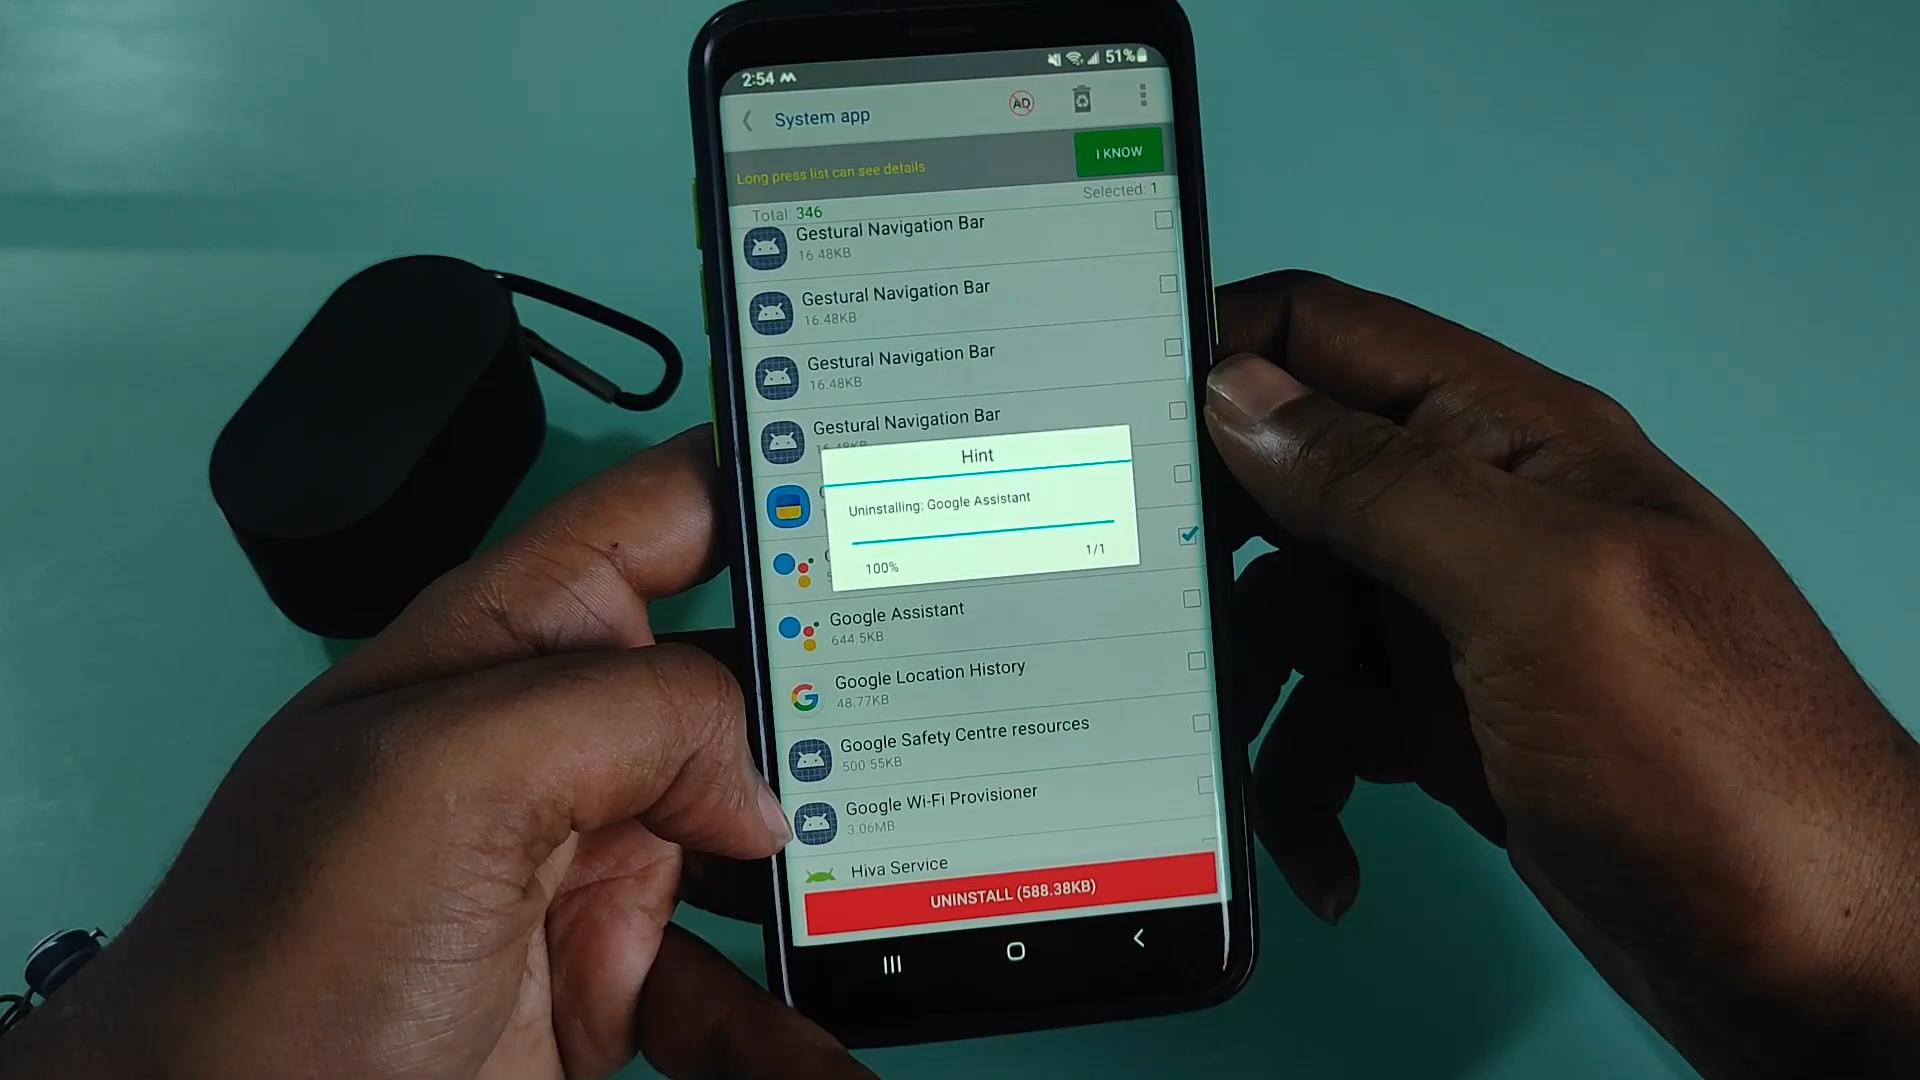 2:54
51%
System app
AD
Long press list can see details
I KNOW
Total: 346
Selected: 1
Gestural Navigation Bar
16.48KB
Gestural Navigation Bar
16.48KB
Gestural Navigation Bar
16.48KB
Gestural Navigation Bar
16.48KB
Hint
Uninstalling: Google Assistant
100%
1/1
Google Assistant
644.5KB
Google Location History
48.77KB
Google Safety Centre resources
500.55KB
Google Wi-Fi Provisioner
3.06MB
Hiva Service
UNINSTALL (588.38KB)